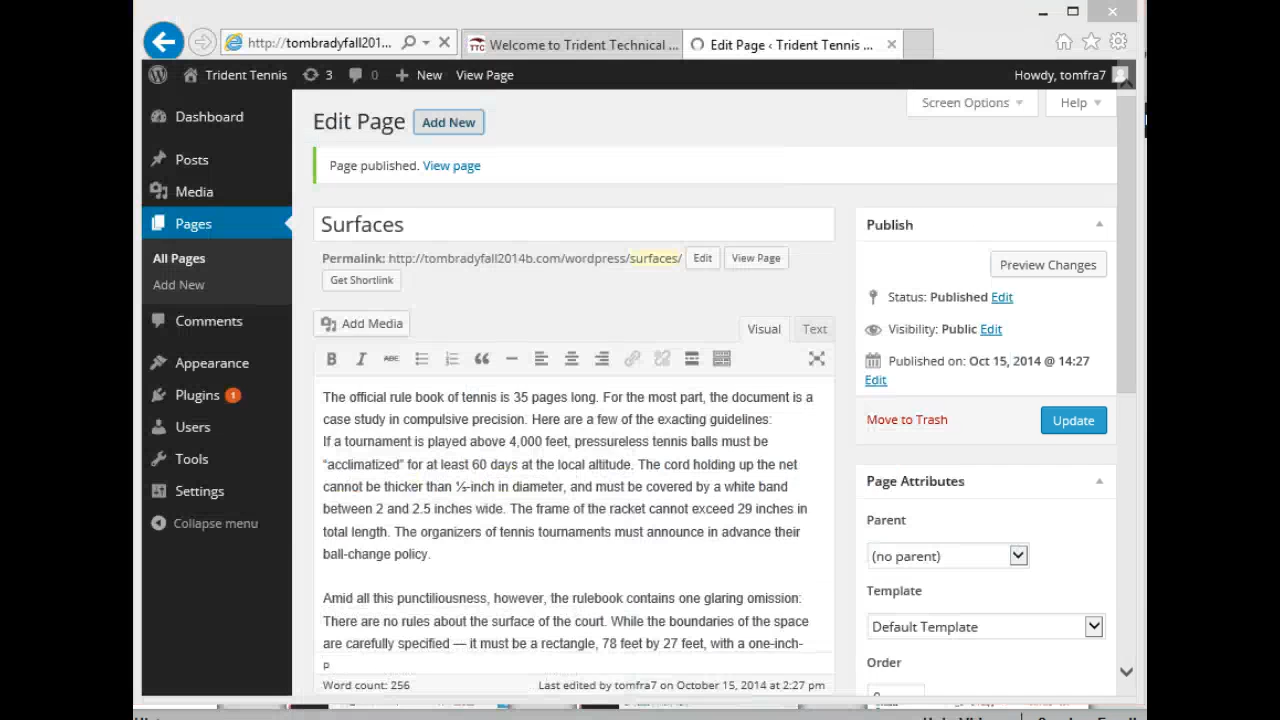 http://tombradyfall201...
Welcome to Trident Technical ...
Edit Page ‹ Trident Tennis ...
Trident Tennis
3
0
New
View Page
Howdy, tomfra7
Screen Options
Help
Dashboard
Posts
Media
Pages
All Pages
Add New
Comments
Appearance
Plugins 1
Users
Tools
Settings
Collapse menu
Edit Page
Add New
Page published. View page
Surfaces
Permalink: http://tombradyfall2014b.com/wordpress/surfaces/
Edit
View Page
Get Shortlink
Add Media
Visual
Text
B I ABC
The official rule book of tennis is 35 pages long. For the most part, the document is a
case study in compulsive precision. Here are a few of the exacting guidelines:
If a tournament is played above 4,000 feet, pressureless tennis balls must be
“acclimatized” for at least 60 days at the local altitude. The cord holding up the net
cannot be thicker than ⅓-inch in diameter, and must be covered by a white band
between 2 and 2.5 inches wide. The frame of the racket cannot exceed 29 inches in
total length. The organizers of tennis tournaments must announce in advance their
ball-change policy.
Amid all this punctiliousness, however, the rulebook contains one glaring omission:
There are no rules about the surface of the court. While the boundaries of the space
are carefully specified — it must be a rectangle, 78 feet by 27 feet, with a one-inch-
P
Word count: 256
Last edited by tomfra7 on October 15, 2014 at 2:27 pm
Publish
Preview Changes
Status: Published Edit
Visibility: Public Edit
Published on: Oct 15, 2014 @ 14:27
Edit
Move to Trash
Update
Page Attributes
Parent
(no parent)
Template
Default Template
Order